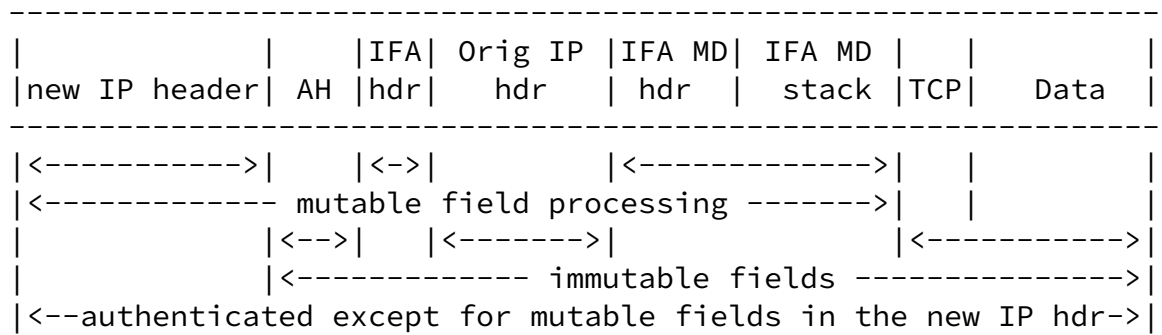 ----------------------------------------------------------------
|              |    |IFA| Orig IP |IFA MD| IFA MD    |   |         |
|new IP header| AH |hdr|   hdr   | hdr  |  stack |TCP|   Data  |
----------------------------------------------------------------
|<----------->|    |<->|         |<------------->|   |         |
|<------------- mutable field processing ------->|   |         |
|             |<-->|   |<------->|               |<----------->|
|             |<------------- immutable fields --------------->|
|<--authenticated except for mutable fields in the new IP hdr->|